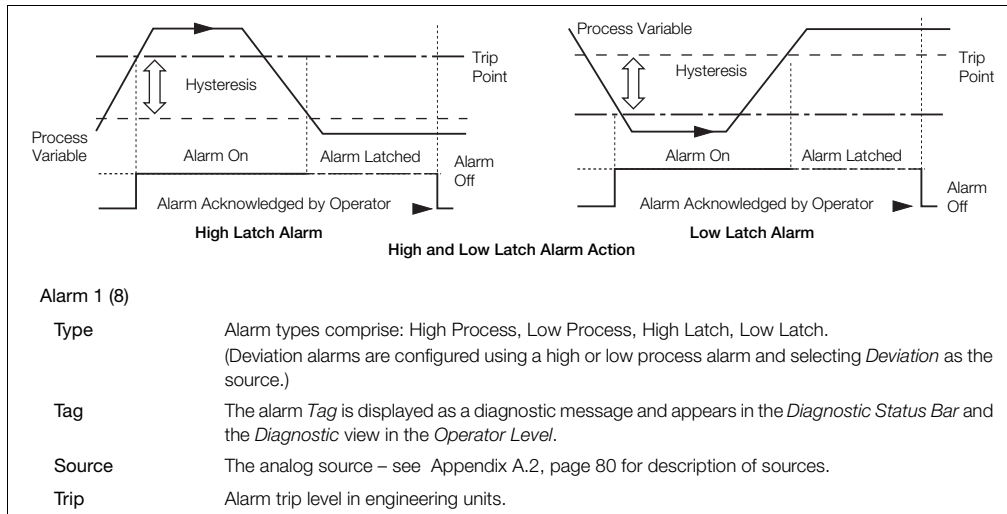 Process Variable
Trip
Point
Hysteresis
Process
Variable
Alarm On
Alarm Latched
Alarm
Off
Alarm Acknowledged by Operator
High Latch Alarm
Process Variable
Trip
Point
Hysteresis
Alarm On
Alarm Latched
Alarm
Off
Alarm Acknowledged by Operator
Low Latch Alarm
High and Low Latch Alarm Action
Alarm 1 (8)
Type Alarm types comprise: High Process, Low Process, High Latch, Low Latch.
(Deviation alarms are configured using a high or low process alarm and selecting Deviation as the
source.)
Tag The alarm Tag is displayed as a diagnostic message and appears in the Diagnostic Status Bar and
the Diagnostic view in the Operator Level.
Source The analog source – see Appendix A.2, page 80 for description of sources.
Trip Alarm trip level in engineering units.